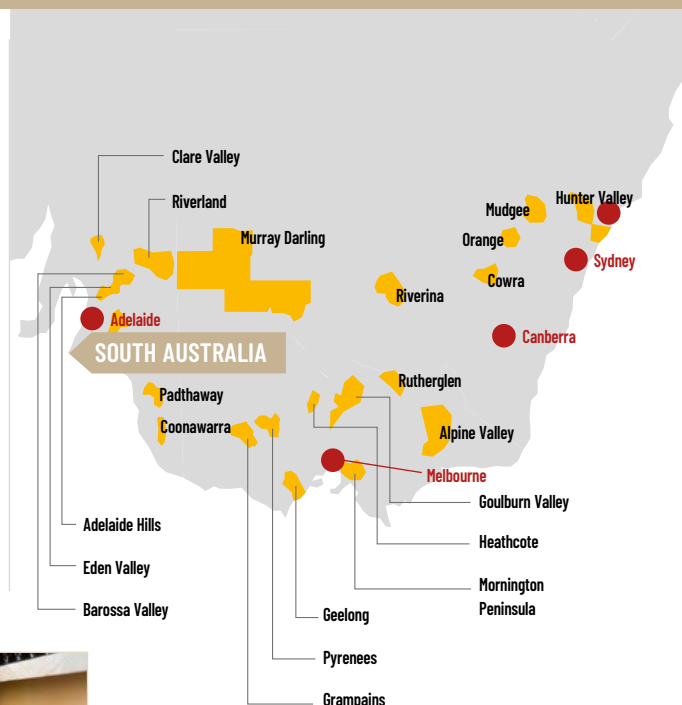 Clare Valley
Riverland
Murray Darling
Hunter Valley
Mudgee
Orange
Sydney
Cowra
Riverina
Adelaide
Canberra
SOUTH AUSTRALIA
Rutherglen
Padthaway
Coonawarra
Alpine Valley
Melbourne
Goulburn Valley
Adelaide Hills
Heathcote
Eden Valley
Mornington
Peninsula
Barossa Valley
Geelong
Pyrenees
Grampains